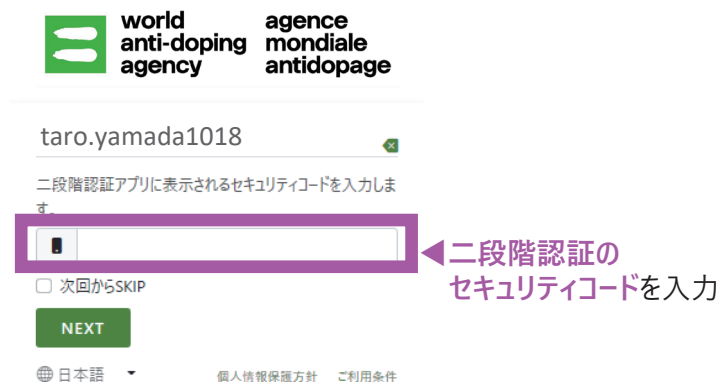 world
anti-doping
agency
agence
mondiale
antidopage
taro.yamada1018
二段階認証アプリに表示されるセキュリティコードを入力しま
す。
◀二段階認証の
セキュリティコードを入力
次回からSKIP
NEXT
日本語
個人情報保護方針 ご利用条件